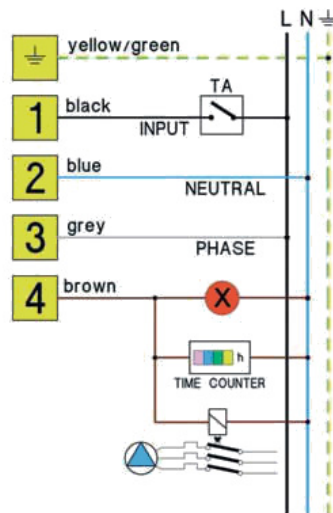 L N
yellow/green
TA
1 black
INPUT
2 blue
NEUTRAL
3 grey
PHASE
4 brown
X
h
TIME COUNTER